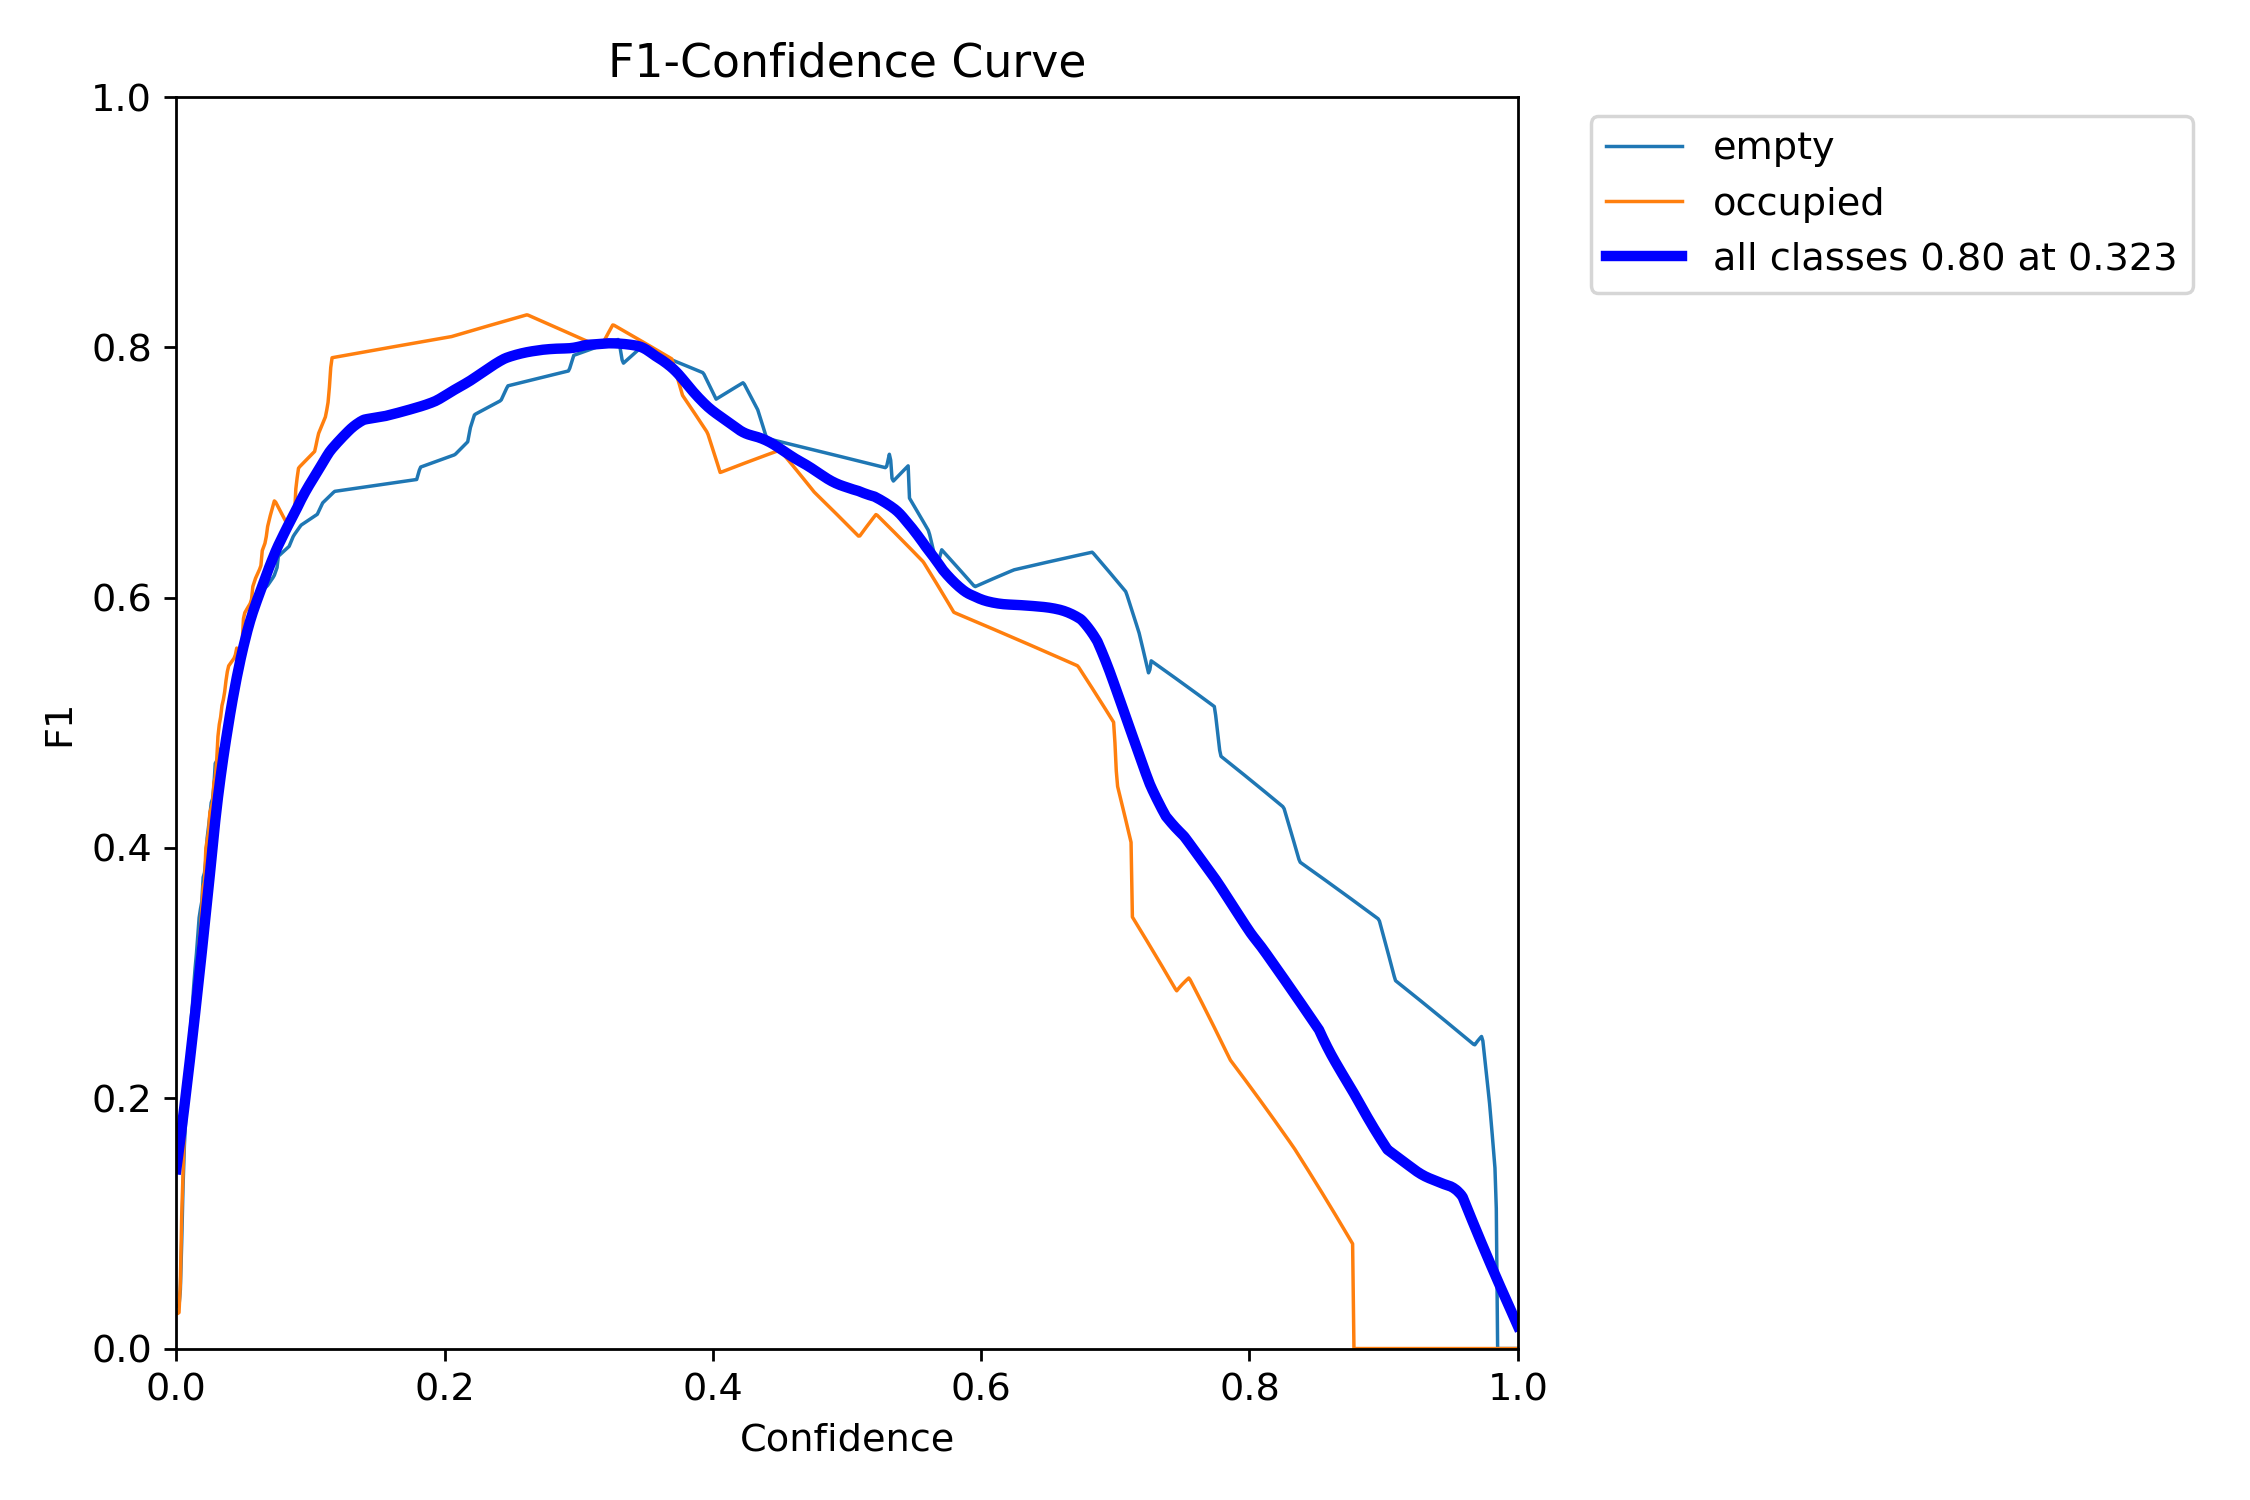 F1-Confidence Curve
1.0
0.8
0.6
0.4
0.2
0.0
F1
0.0 0.2 0.4 0.6 0.8 1.0
Confidence
empty
occupied
all classes 0.80 at 0.323